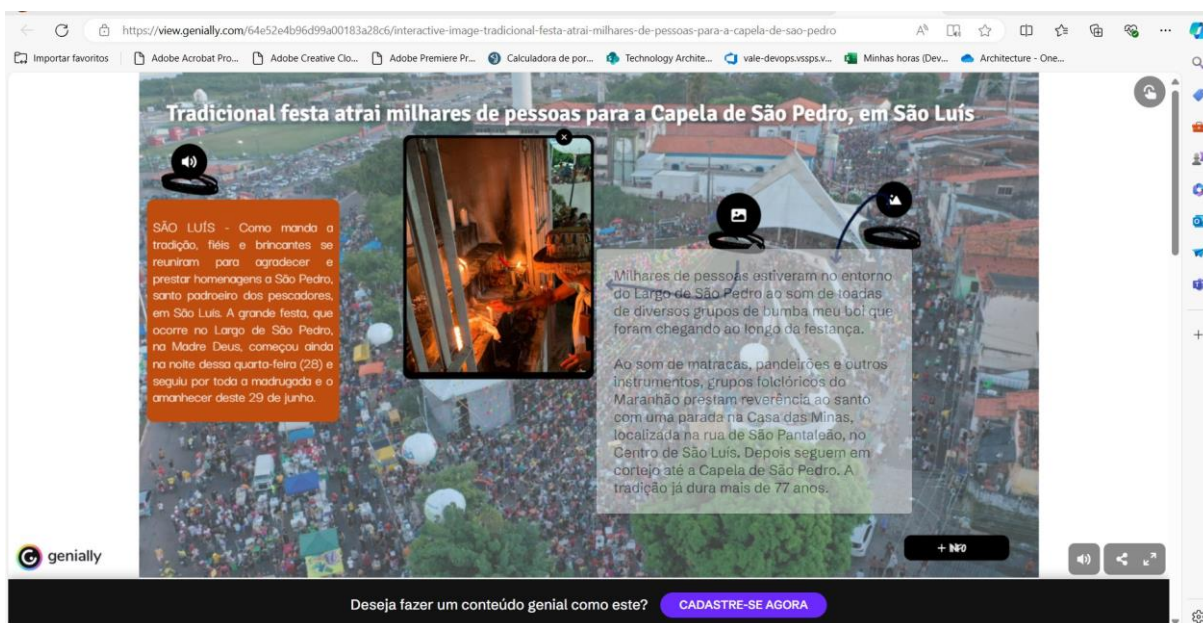 https://view.genially.com/64e52e4b96d99a00183a28c6/interactive-image-tradicional-festa-atrai-milhares-de-pessoas-para-a-capela-de-sao-pedro
Importar favoritos
Adobe Acrobat Pro...
Adobe Creative Clo...
Adobe Premiere Pr...
Calculadora de por...
Technology Archite...
vale-devops.vssps.v...
Minhas horas (Dev...
Architecture - One...
Tradicional festa atrai milhares de pessoas para a Capela de São Pedro, em São Luís
SÃO LUÍS - Como manda a
tradição, fiéis e brincantes se
reuniram para agradecer e
prestar homenagens a São Pedro,
santo padroeiro dos pescadores,
em São Luís. A grande festa, que
ocorre no Largo de São Pedro,
na Madre Deus, começou ainda
na noite dessa quarta-feira (28) e
seguiu por toda a madrugada e o
amanhecer deste 29 de junho.
Milhares de pessoas estiveram no entorno
do Largo de São Pedro ao som de toadas
de diversos grupos de bumba meu boi que
foram chegando ao longo da festança.
Ao som de matracas, pandeirões e outros
instrumentos, grupos folclóricos do
Maranhão prestam reverência ao santo
com uma parada na Casa das Minas,
localizada na rua de São Pantaleão, no
Centro de São Luís. Depois seguem em
cortejo até a Capela de São Pedro. A
tradição já dura mais de 77 anos.
+ INFO
genially
Deseja fazer um conteúdo genial como este?
CADASTRE-SE AGORA